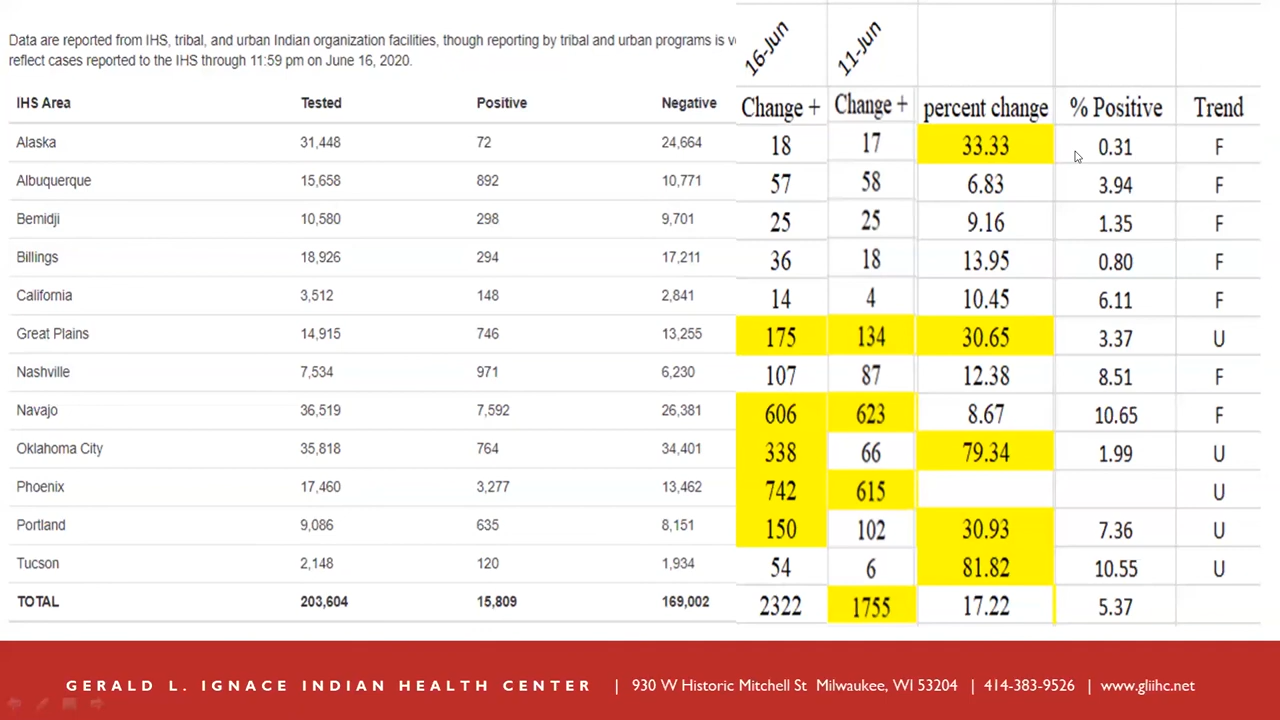 Data are reported from IHS, tribal, and urban Indian organization facilities, though reporting by tribal and urban programs is
reflect cases reported to the IHS through 11:59 pm on June 16, 2020.
16-Jun 11-Jun
IHS Area Tested Positive Negative Change + Change + percent change % Positive Trend
Alaska 31,448 72 24,664 18 17 33.33 0.31 F
Albuquerque 15,658 892 10,771 57 58 6.83 3.94 F
Bemidji 10,580 298 9,701 25 25 9.16 1.35 F
Billings 18,926 294 17,211 36 18 13.95 0.80 F
California 3,512 148 2,841 14 4 10.45 6.11 F
Great Plains 14,915 746 13,255 175 134 30.65 3.37 U
Nashville 7,534 971 6,230 107 87 12.38 8.51 F
Navajo 36,519 7,592 26,381 606 623 8.67 10.65 F
Oklahoma City 35,818 764 34,401 338 66 79.34 1.99 U
Phoenix 17,460 3,277 13,462 742 615 U
Portland 9,086 635 8,151 150 102 30.93 7.36 U
Tucson 2,148 120 1,934 54 6 81.82 10.55 U
TOTAL 203,604 15,809 169,002 2322 1755 17.22 5.37
GERALD L. IGNACE INDIAN HEALTH CENTER | 930 W Historic Mitchell St Milwaukee, WI 53204 | 414-383-9526 | www.gliihc.net